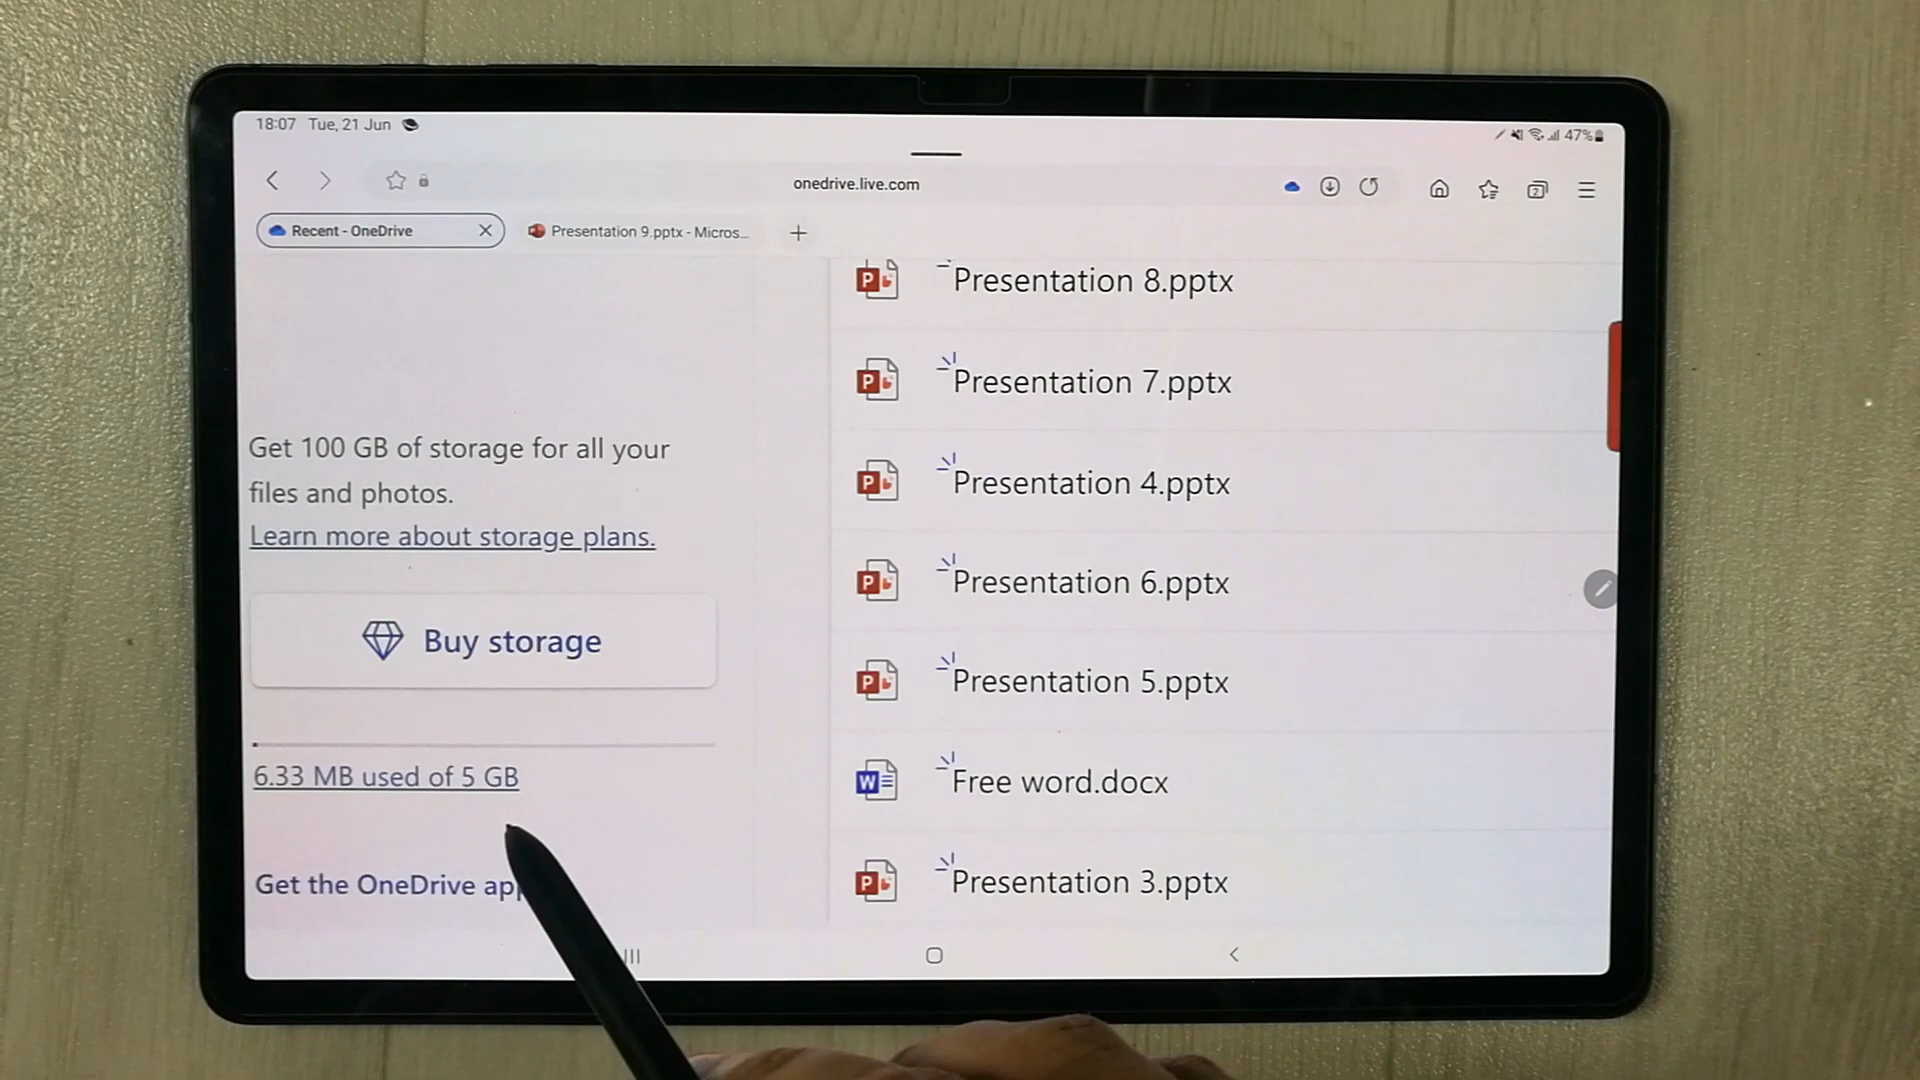 18:07 Tue, 21 Jun
47%
onedrive.live.com
2
Recent - OneDrive
Presentation 9.pptx - Micros...
Presentation 8.pptx
Presentation 7.pptx
Presentation 4.pptx
Presentation 6.pptx
Presentation 5.pptx
Free word.docx
Presentation 3.pptx
P
P
P
P
P
W
P
Get 100 GB of storage for all your
files and photos.
Learn more about storage plans.
Buy storage
6.33 MB used of 5 GB
Get the OneDrive app